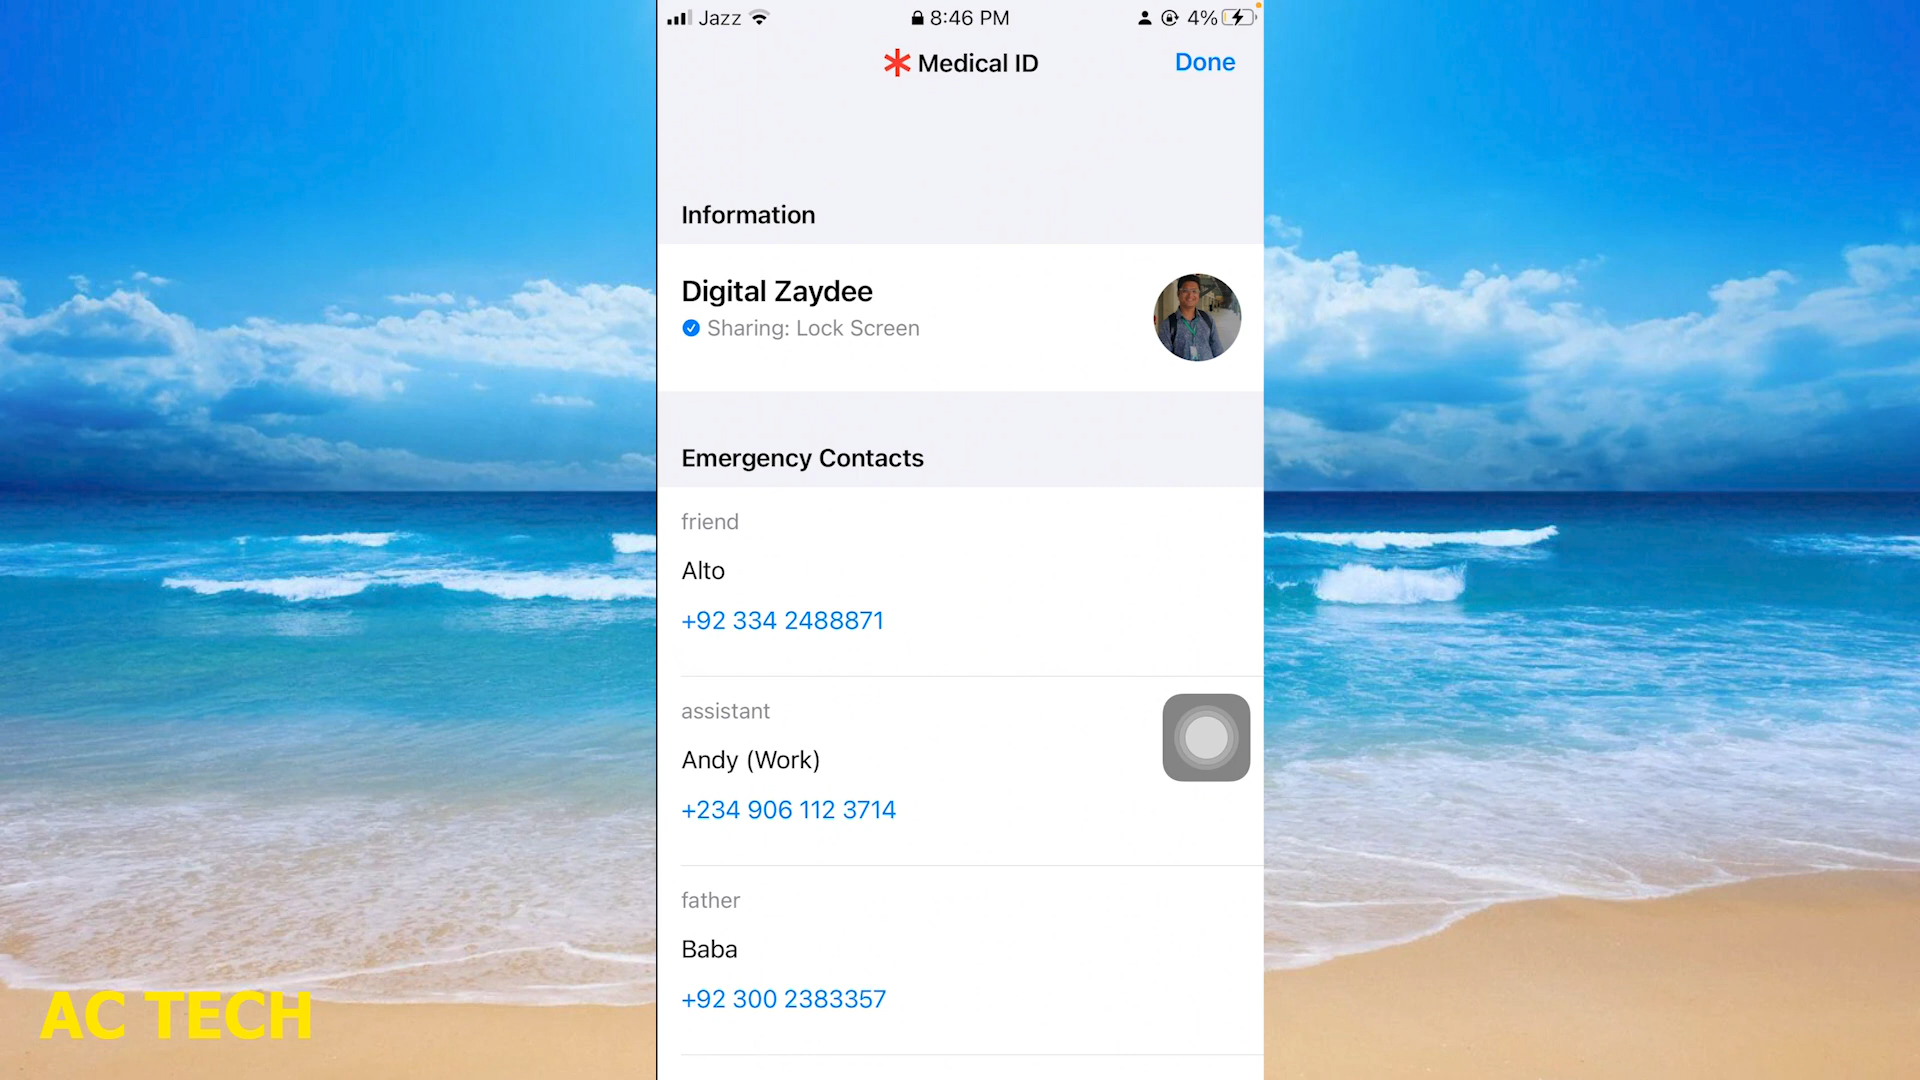 Jazz
8:46 PM
4%
Medical ID
Done
Information
Digital Zaydee
Sharing: Lock Screen
Emergency Contacts
friend
Alto
+92 334 2488871
assistant
Andy (Work)
+234 906 112 3714
father
Baba
+92 300 2383357
AC TECH